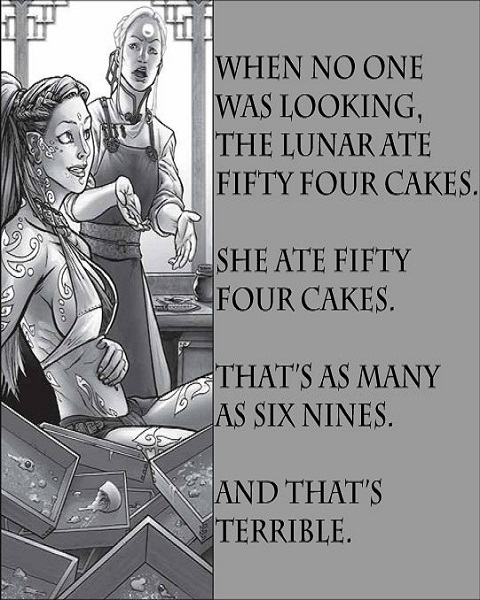 WHEN NO ONE
WAS LOOKING,
THE LUNAR ATE
FIFTY FOUR CAKES.
SHE ATE FIFTY
FOUR CAKES.
THAT'S AS MANY
AS SIX NINES.
AND THAT'S
TERRIBLE.